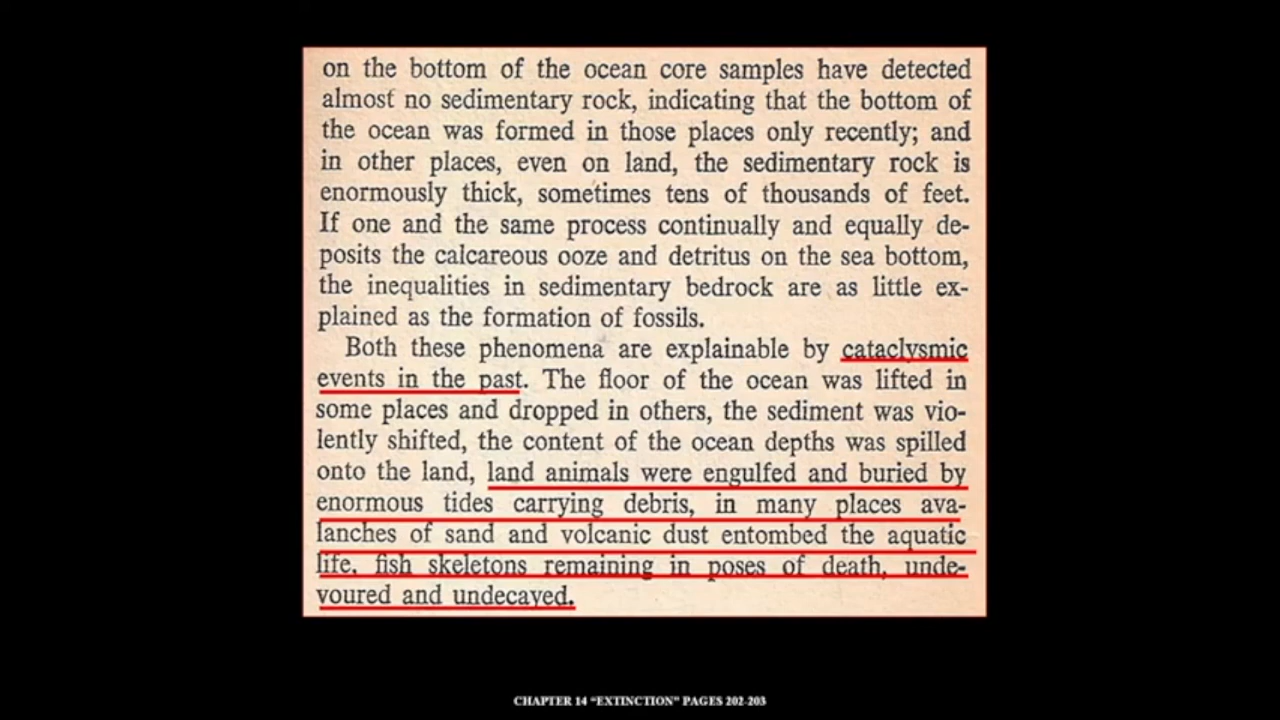 on the bottom of the ocean core samples have detected
almost no sedimentary rock, indicating that the bottom of
the ocean was formed in those places only recently; and
in other places, even on land, the sedimentary rock is
enormously thick, sometimes tens of thousands of feet.
If one and the same process continually and equally de-
posits the calcareous ooze and detritus on the sea bottom,
the inequalities in sedimentary bedrock are as little ex-
plained as the formation of fossils.
Both these phenomena are explainable by cataclysmic
events in the past. The floor of the ocean was lifted in
some places and dropped in others, the sediment was vio-
lently shifted, the content of the ocean depths was spilled
onto the land, land animals were engulfed and buried by
enormous tides carrying debris, in many places ava-
lanches of sand and volcanic dust entombed the aquatic
life, fish skeletons remaining in poses of death, unde-
voured and undecayed.
CHAPTER 14 “EXTINCTION” PAGES 202-203